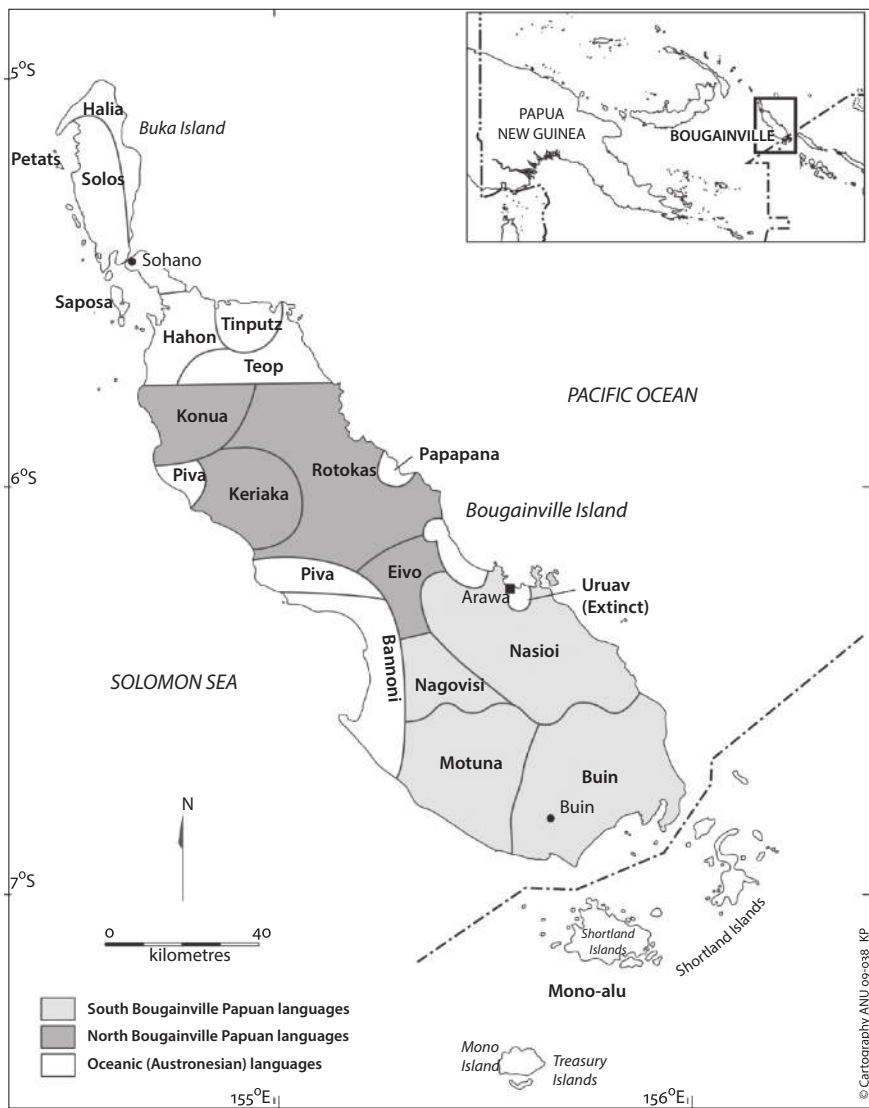 5°S
Halia
Buka Island
Petats
Solos
Sohano
Saposa
Hahon
Tinputz
Teop
PAPUA
NEW GUINEA
BOUGAINVILLE
PACIFIC OCEAN
Konua
6°S
Piva
Keriaka
Rotokas
Papapana
Bougainville Island
Piva
Eivo
Arawa
Uruav
(Extinct)
Bannoni
Nasioi
SOLOMON SEA
Nagovisi
Motuna
Buin
Buin
N
7°S
0
40
kilometres
Shortland
Islands
Shortland Islands
Mono-alu
South Bougainville Papuan languages
North Bougainville Papuan languages
Oceanic (Austronesian) languages
Mono
Island
Treasury
Islands
155°E
156°E
© Cartography ANU 09-038 KP